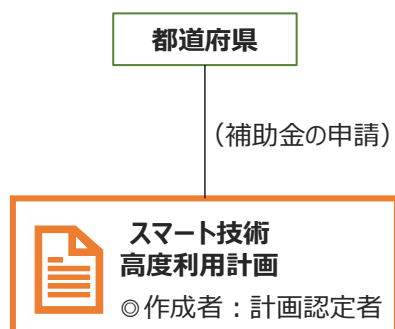 都道府県
（補助金の申請）
スマート技術
高度利用計画
◎作成者：計画認定者